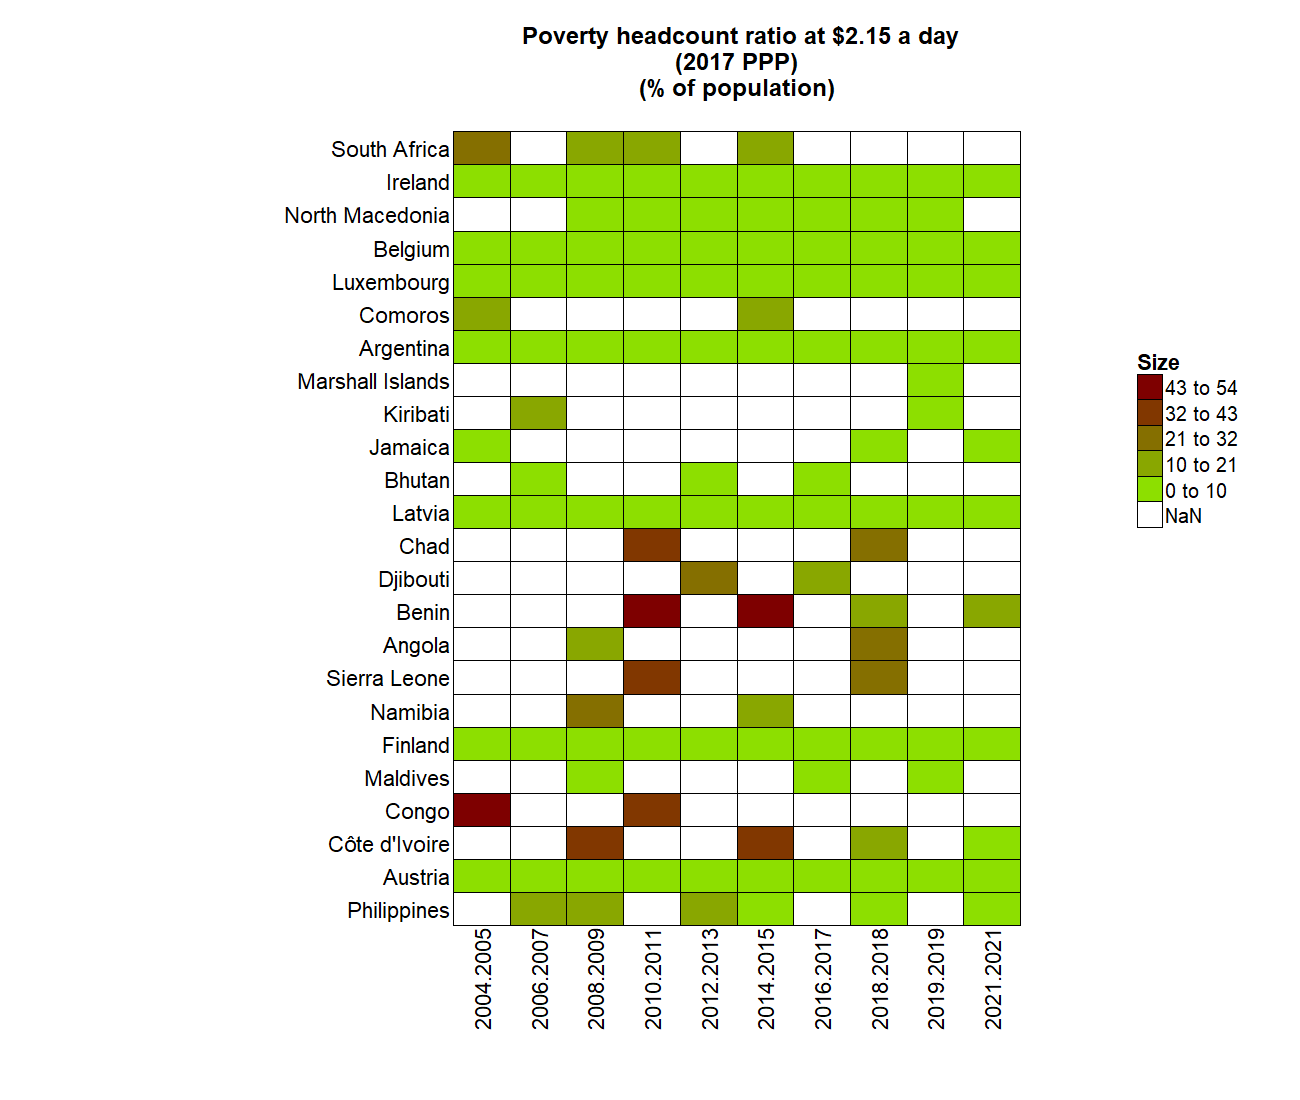 Poverty headcount ratio at $2.15 a day
(2017 PPP)
(% of population)
South Africa
Ireland
North Macedonia
Belgium
Luxembourg
Comoros
Argentina
Marshall Islands
Kiribati
Jamaica
Bhutan
Latvia
Chad
Djibouti
Benin
Angola
Sierra Leone
Namibia
Finland
Maldives
Congo
Côte d'Ivoire
Austria
Philippines
2004.2005
2006.2007
2008.2009
2010.2011
2012.2013
2014.2015
2016.2017
2018.2018
2019.2019
2021.2021
Size
43 to 54
32 to 43
21 to 32
10 to 21
0 to 10
NaN